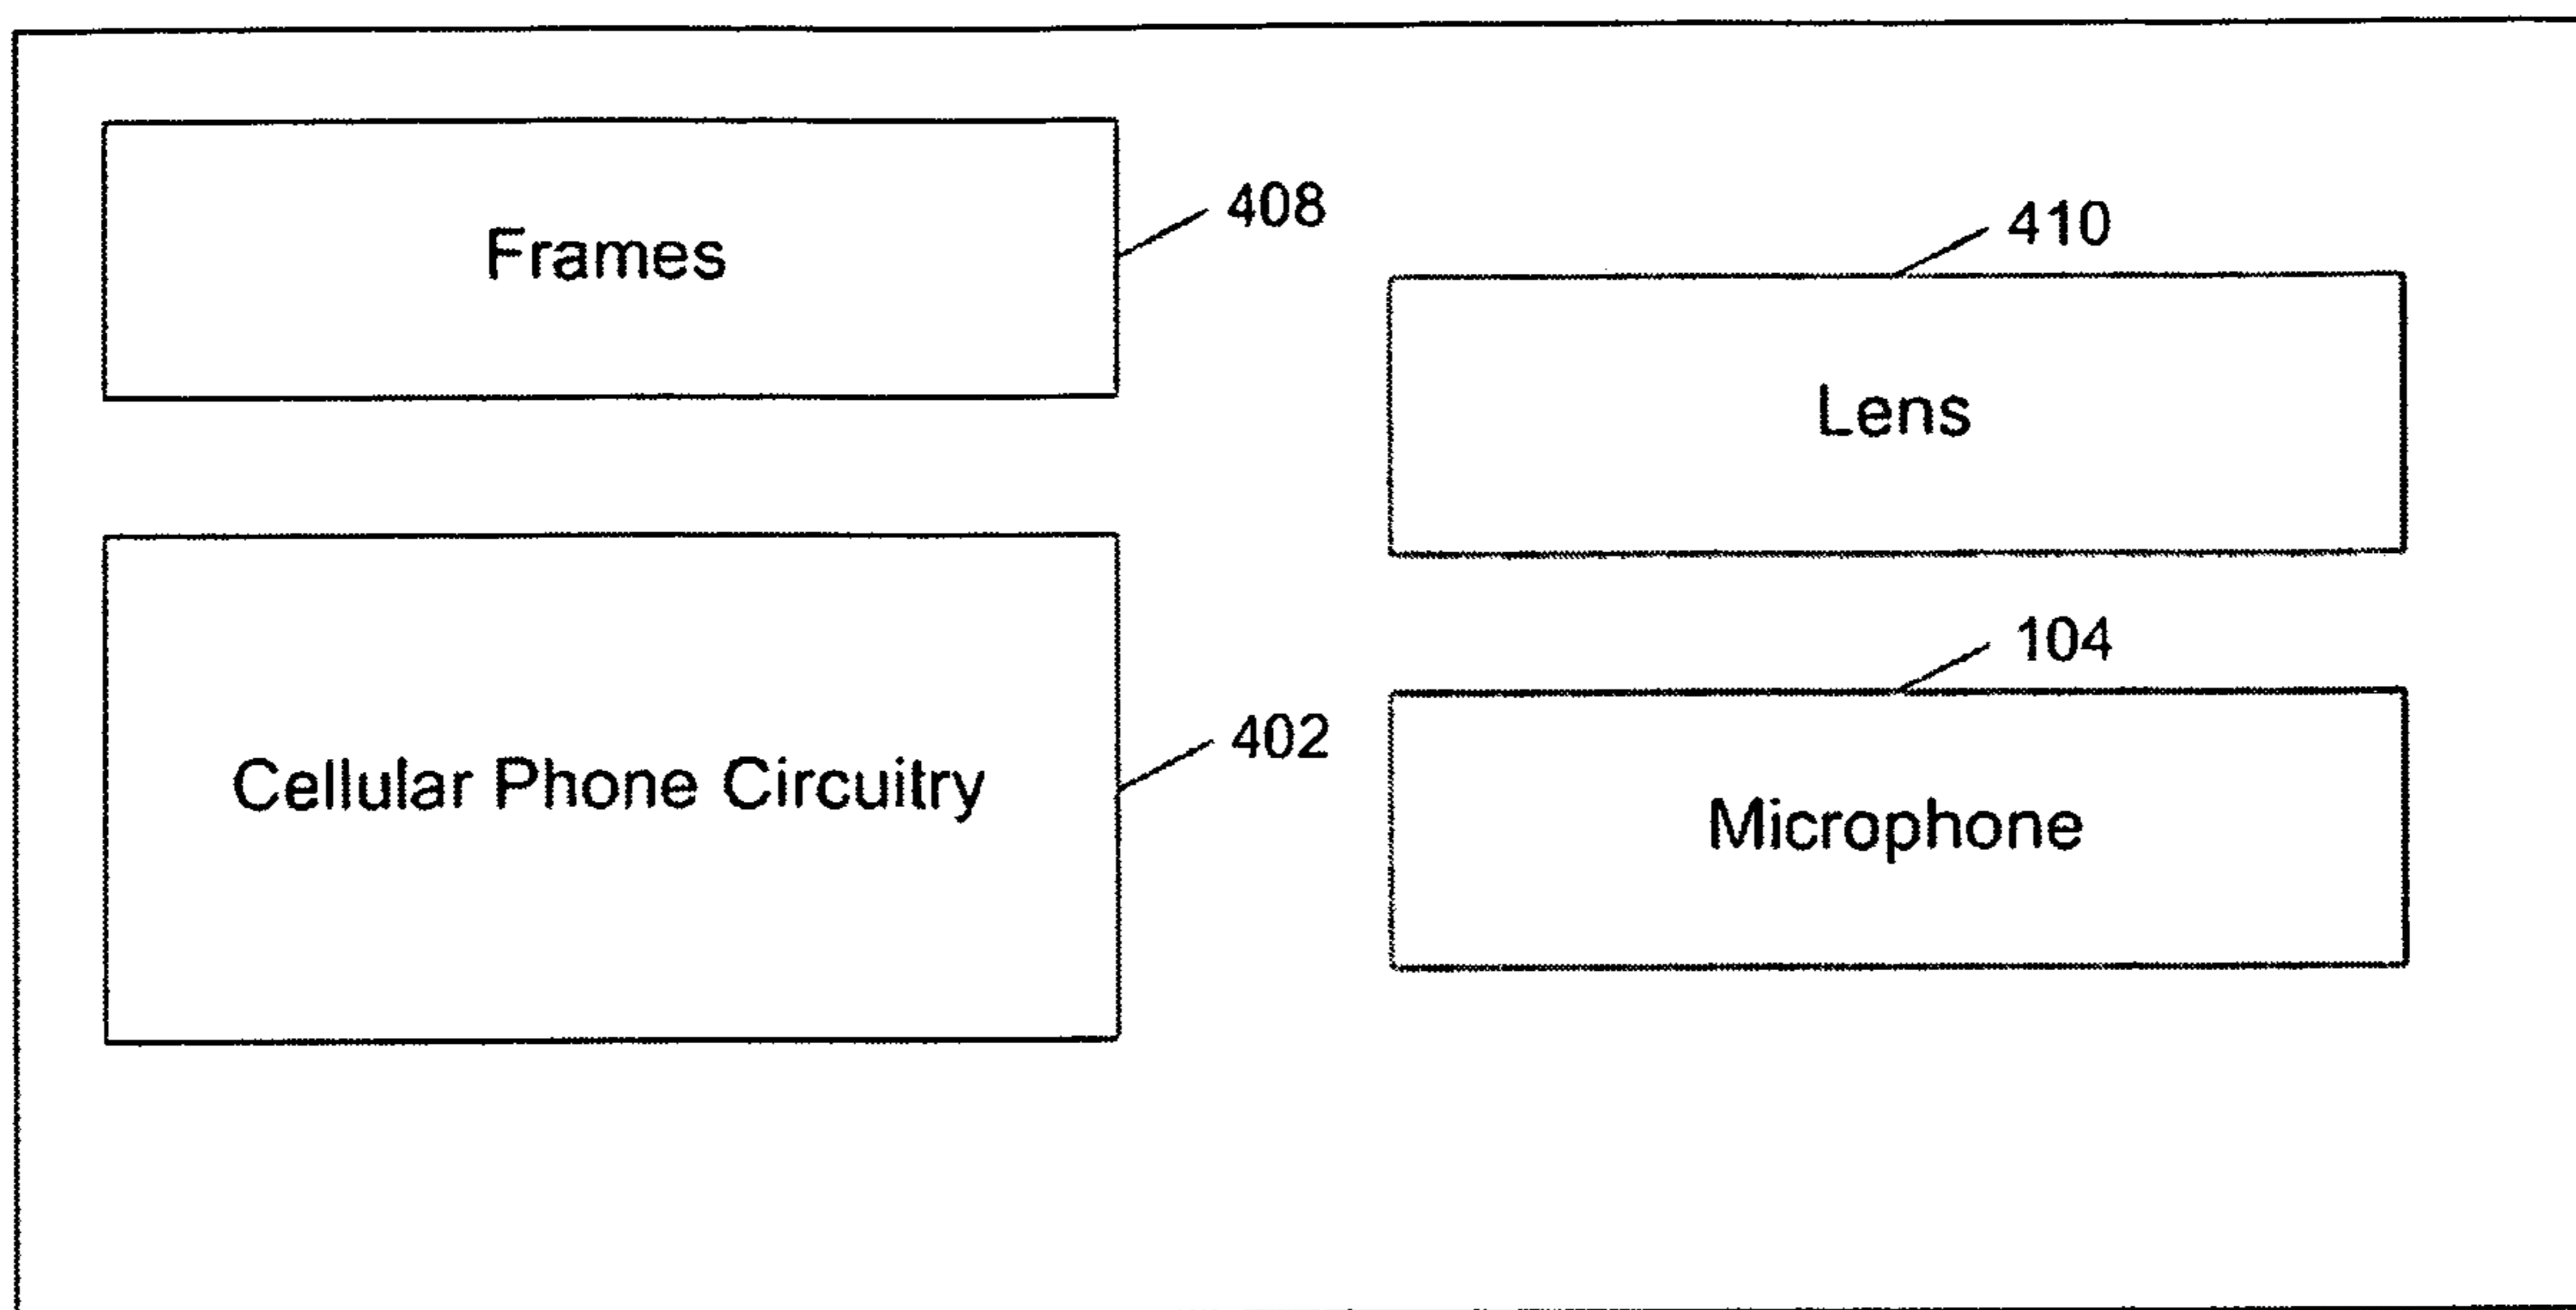 Frames
408
410
Lens
Cellular Phone Circuitry
402
104
Microphone